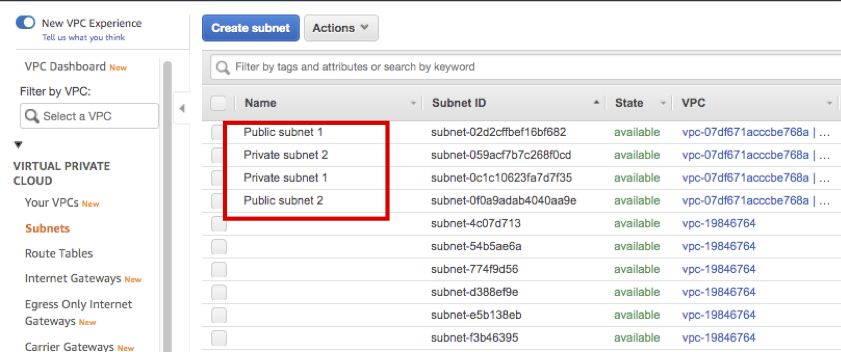 New VPC Experience
Tell us what you think
VPC Dashboard New
Filter by VPC:
Select a VPC
VIRTUAL PRIVATE
CLOUD
Your VPCs New
Subnets
Route Tables
Internet Gateways New
Egress Only Internet
Gateways New
Carrier Gateways New
Create subnet Actions
Filter by tags and attributes or search by keyword
Name Subnet ID State VPC
Public subnet 1 subnet-02d2cffbef16bf682 available vpc-07df671acccbe768a | ...
Private subnet 2 subnet-059acf7b7c268f0cd available vpc-07df671acccbe768a | ...
Private subnet 1 subnet-0c1c10623fa7d7f35 available vpc-07df671acccbe768a | ...
Public subnet 2 subnet-0f0a9adab4040aa9e available vpc-07df671acccbe768a | ...
subnet-4c07d713 available vpc-19846764
subnet-54b5ae6a available vpc-19846764
subnet-774f9d56 available vpc-19846764
subnet-d388ef9e available vpc-19846764
subnet-e5b138eb available vpc-19846764
subnet-f3b46395 available vpc-19846764